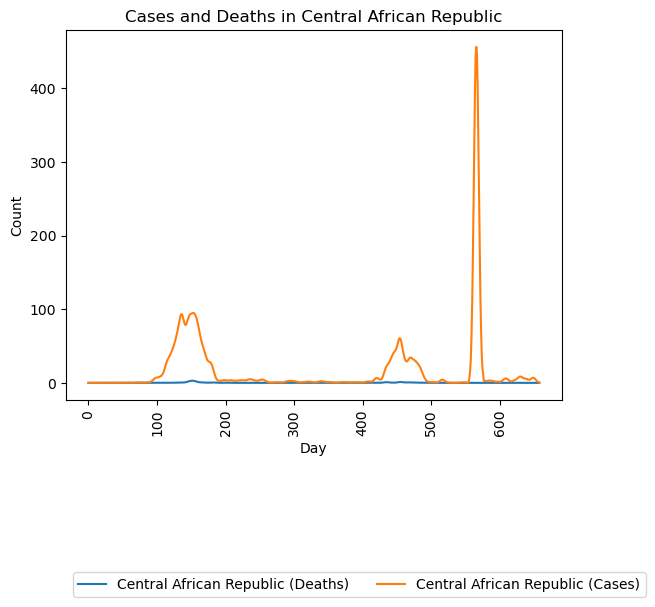 Cases and Deaths in Central African Republic
Count
400
300
200
100
0
0 100 200 300 400 500 600
Day
Central African Republic (Deaths) Central African Republic (Cases)